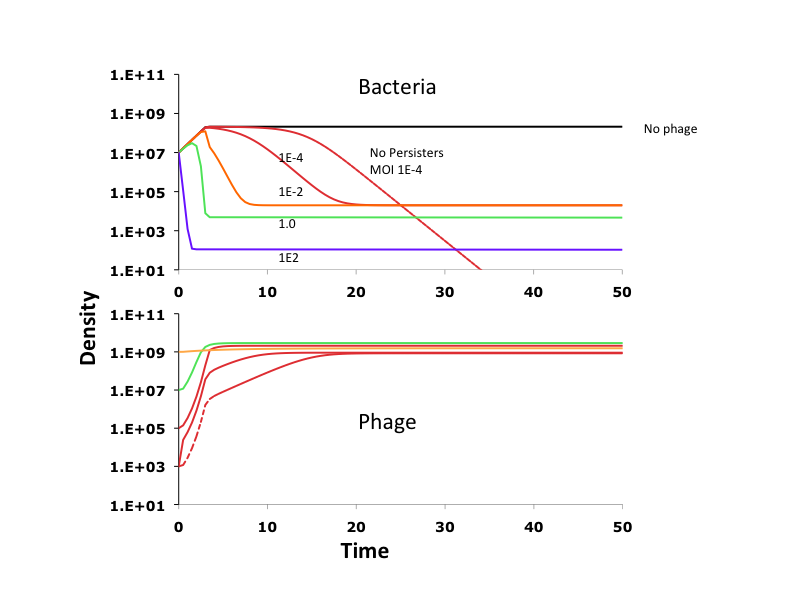 Bacteria
1.E+11
1.E+09
1.E+07
1.E+05
1.E+03
1.E+01
No phage
No Persisters
MOI 1E-4
1E-4
1E-2
1.0
1E2
0 10 20 30 40 50
Density
1.E+11
1.E+09
1.E+07
1.E+05
1.E+03
1.E+01
Phage
0 10 20 30 40 50
Time